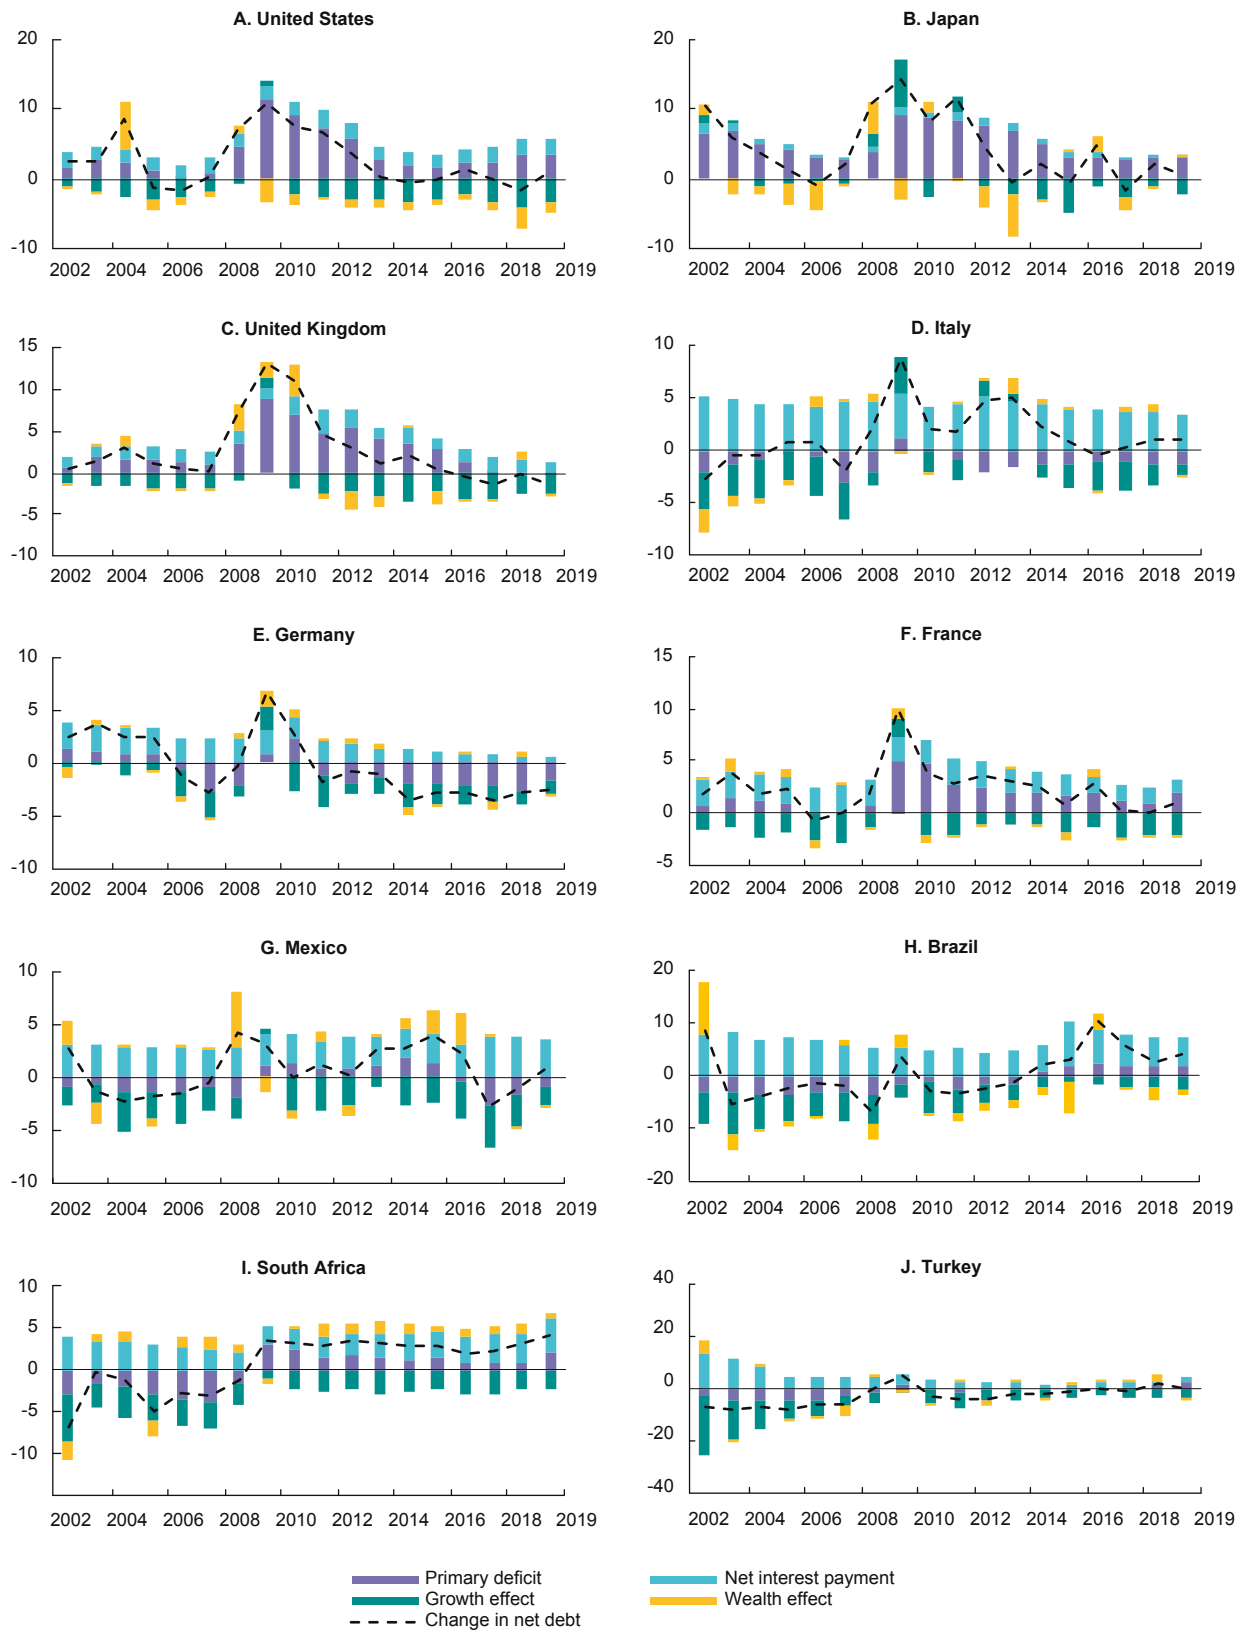 A. United States
20
10
0
-10
2002 2004 2006 2008 2010 2012 2014 2016 2018 2019
B. Japan
20
10
0
-10
2002 2004 2006 2008 2010 2012 2014 2016 2018 2019
C. United Kingdom
15
10
5
0
-5
-10
2002 2004 2006 2008 2010 2012 2014 2016 2018 2019
D. Italy
10
5
0
-5
-10
2002 2004 2006 2008 2010 2012 2014 2016 2018 2019
E. Germany
10
5
0
-5
-10
2002 2004 2006 2008 2010 2012 2014 2016 2018 2019
F. France
15
10
5
0
-5
2002 2004 2006 2008 2010 2012 2014 2016 2018 2019
G. Mexico
10
5
0
-5
-10
2002 2004 2006 2008 2010 2012 2014 2016 2018 2019
H. Brazil
20
10
0
-10
-20
2002 2004 2006 2008 2010 2012 2014 2016 2018 2019
I. South Africa
10
5
0
-5
-10
2002 2004 2006 2008 2010 2012 2014 2016 2018 2019
J. Turkey
40
20
0
-20
-40
2002 2004 2006 2008 2010 2012 2014 2016 2018 2019
Primary deficit
Net interest payment
Growth effect
Wealth effect
Change in net debt